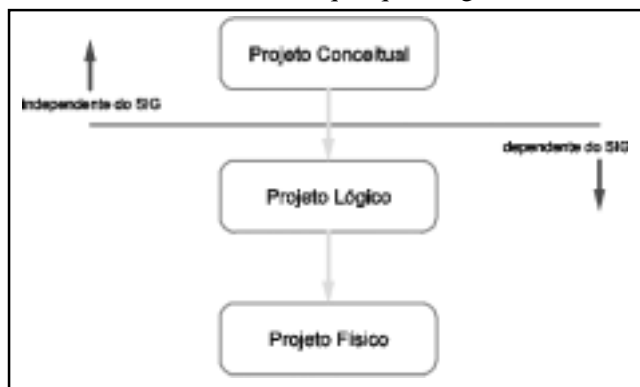 Projeto Conceitual
Independente do SIG
dependente do SIG
Projeto Lógico
Projeto Físico